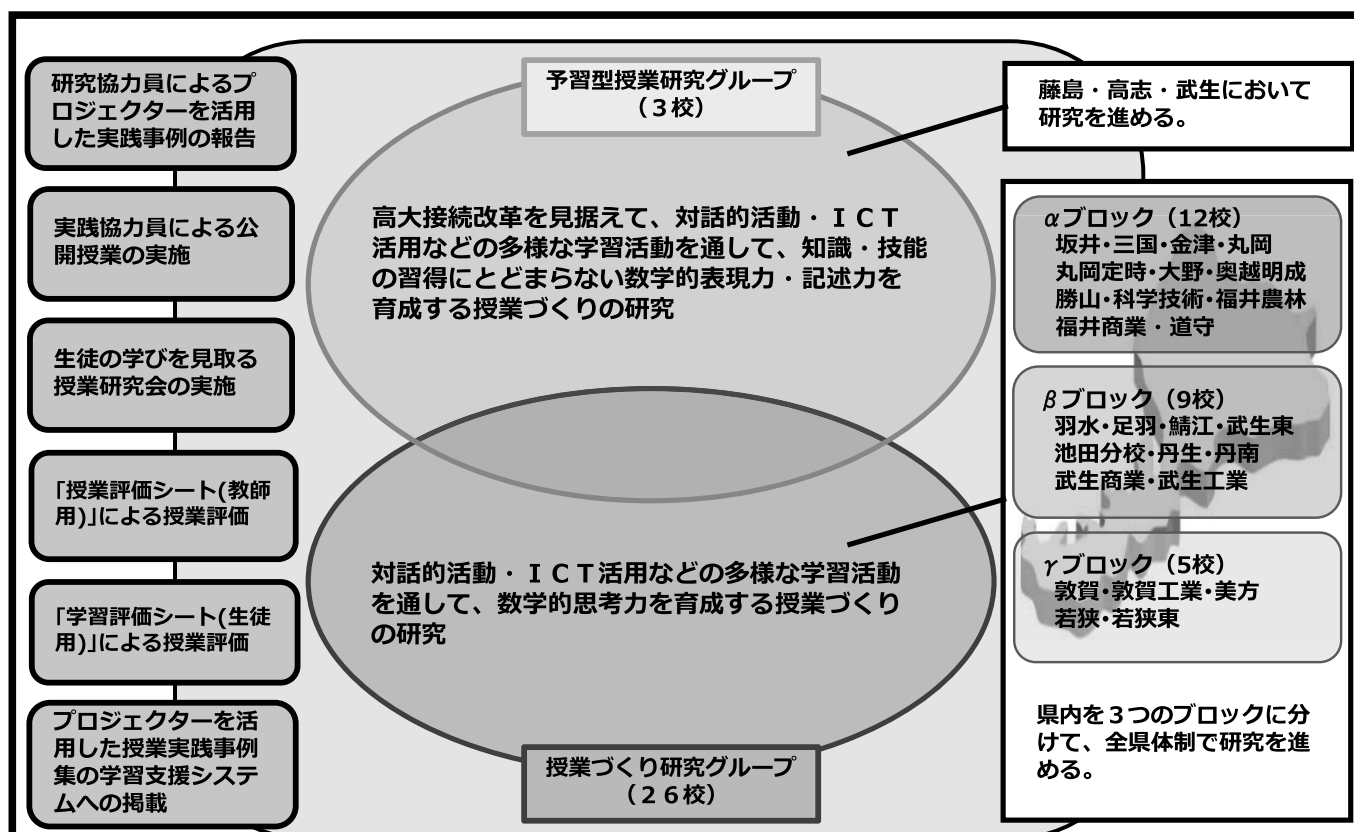 研究協力員によるプ
ロジェクターを活用
した実践事例の報告
実践協力員による公
開授業の実施
生徒の学びを見取る
授業研究会の実施
「授業評価シート(教師
用)」による授業評価
「学習評価シート(生徒
用)」による授業評価
プロジェクターを活
用した授業実践事例
集の学習支援システ
ムへの掲載
予習型授業研究グループ
（３校）
高大接続改革を見据えて、対話的活動・ＩＣＴ
活用などの多様な学習活動を通して、知識・技能
の習得にとどまらない数学的表現力・記述力を
育成する授業づくりの研究
対話的活動・ＩＣＴ活用などの多様な学習活動
を通して、数学的思考力を育成する授業づくり
の研究
授業づくり研究グループ
（２６校）
藤島・高志・武生において
研究を進める。
αブロック（12校）
坂井・三国・金津・丸岡
丸岡定時・大野・奥越明成
勝山・科学技術・福井農林
福井商業・道守
βブロック（9校）
羽水・足羽・鯖江・武生東
池田分校・丹生・丹南
武生商業・武生工業
γブロック（5校）
敦賀・敦賀工業・美方
若狭・若狭東
県内を３つのブロックに分
けて、全県体制で研究を進
める。